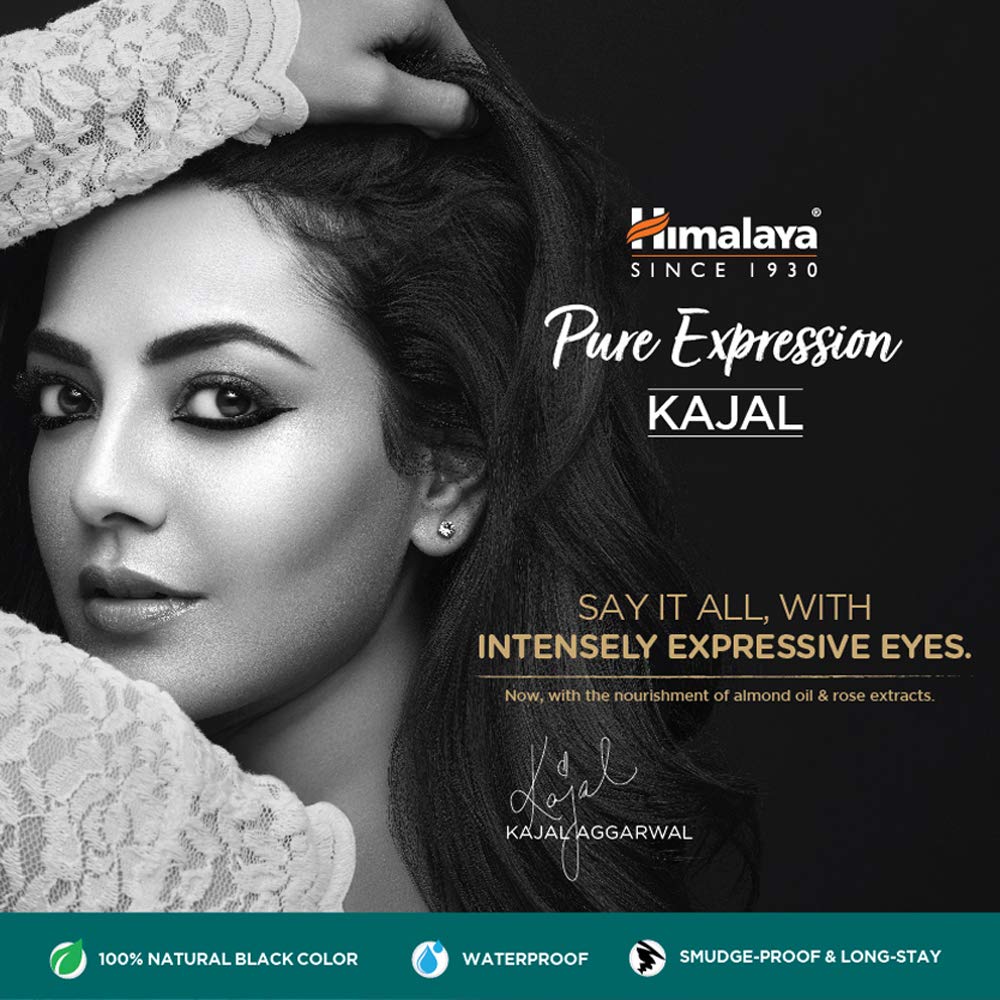 Himalaya®
SINCE 1930
Pure Expression
KAJAL
SAY IT ALL, WITH
INTENSELY EXPRESSIVE EYES.
Now, with the nourishment of almond oil & rose extracts.
Kajal
KAJAL AGGARWAL
100% NATURAL BLACK COLOR
WATERPROOF
SMUDGE-PROOF & LONG-STAY